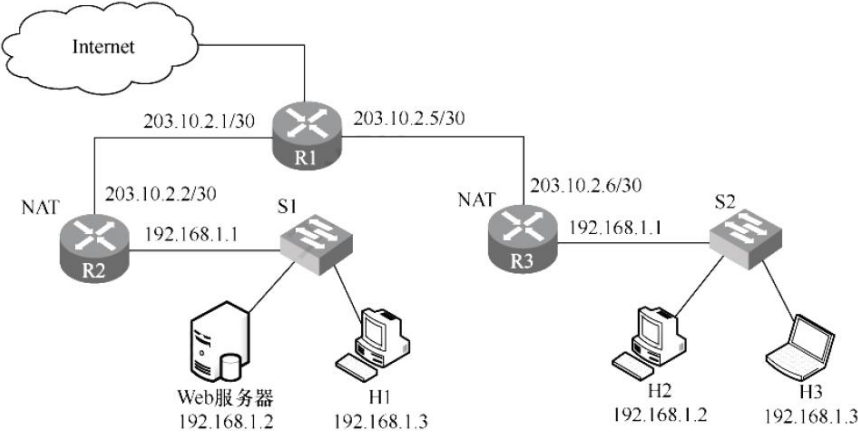 Internet
203.10.2.1/30
203.10.2.5/30
R1
203.10.2.2/30
NAT
R2
192.168.1.1
S1
203.10.2.6/30
NAT
R3
192.168.1.1
S2
Web服务器
192.168.1.2
H1
192.168.1.3
H2
192.168.1.2
H3
192.168.1.3